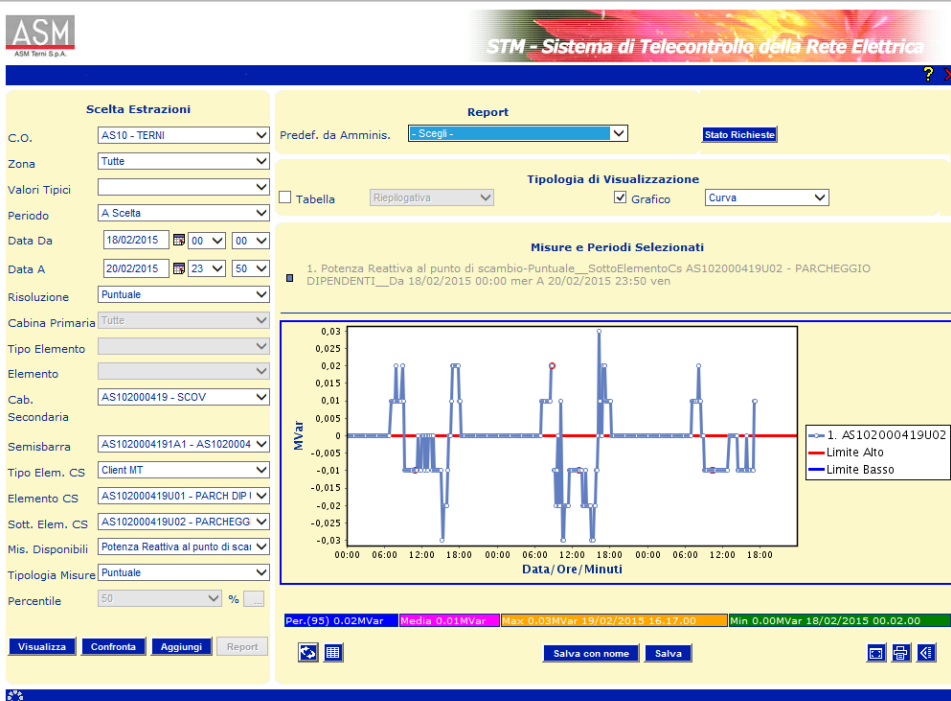 ASM
ASM Terni S.p.A.
STM - Sistema di Telecontrollo della Rete Elettrica
? X
Scelta Estrazioni
C.O. AS10 - TERNI
Zona Tutte
Valori Tipici
Periodo A Scelta
Data Da 18/02/2015 00 00
Data A 20/02/2015 23 50
Risoluzione Puntuale
Cabina Primaria Tutte
Tipo Elemento
Elemento
Cab. Secondaria AS102000419 - SCOV
Semisbarra AS1020004191A1 - AS1020004
Tipo Elem. CS Client MT
Elemento CS AS102000419U01 - PARCH DIP
Sott. Elem. CS AS102000419U02 - PARCHEGG
Mis. Disponibili Potenza Reattiva al punto di scar
Tipologia Misure Puntuale
Percentile 50 % ...
Visualizza Confronta Aggiungi Report
Report
Predef. da Amminis. - Scegli - Stato Richieste
Tipologia di Visualizzazione
Tabella Riepilogativa Grafico Curva
Misure e Periodi Selezionati
1. Potenza Reattiva al punto di scambio-Puntuale__SottoElementoCs AS102000419U02 - PARCHEGGIO
DIPENDENTI__Da 18/02/2015 00:00 mer A 20/02/2015 23:50 ven
MVar
0,03
0,025
0,02
0,015
0,01
0,005
0
-0,005
-0,01
-0,015
-0,02
-0,025
-0,03
00:00 06:00 12:00 18:00 00:00 06:00 12:00 18:00 00:00 06:00 12:00 18:00
Data/Ore/Minuti
1. AS102000419U02
Limite Alto
Limite Basso
Per.(95) 0.02MVar Media 0.01MVar Max 0.03MVar 19/02/2015 16.17.00 Min 0.00MVar 18/02/2015 00.02.00
Salva con nome Salva